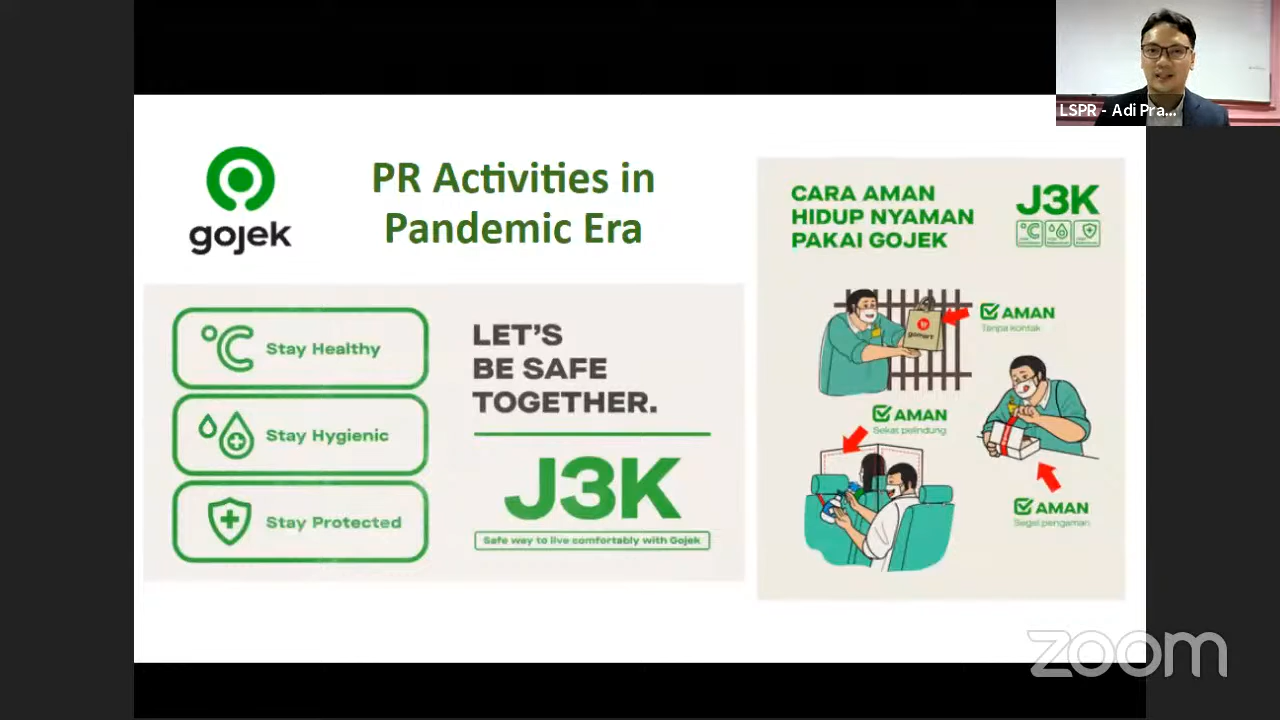 LSPR - Adi Pra...
gojek
PR Activities in
Pandemic Era
Stay Healthy
Stay Hygienic
Stay Protected
LET'S
BE SAFE
TOGETHER.
J3K
Safe way to live comfortably with Gojek
CARA AMAN
HIDUP NYAMAN
PAKAI GOJEK
J3K
°C
gomart
AMAN
Tanpa kontak
AMAN
Sekat pelindung
AMAN
Segel pengaman
zoom